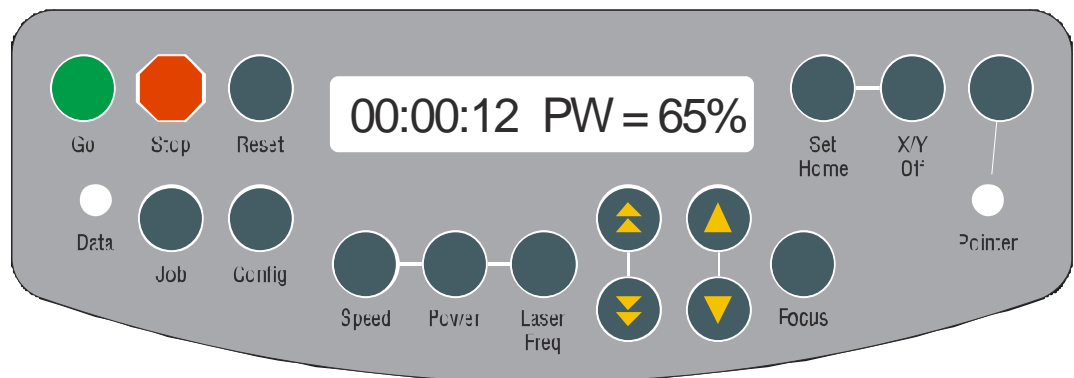 00:00:12 PW = 65%
Go
Stop
Reset
Set
Home
X/Y
Off
Data
Job
Config
Pointer
Speed
Power
Laser
Freq
Focus